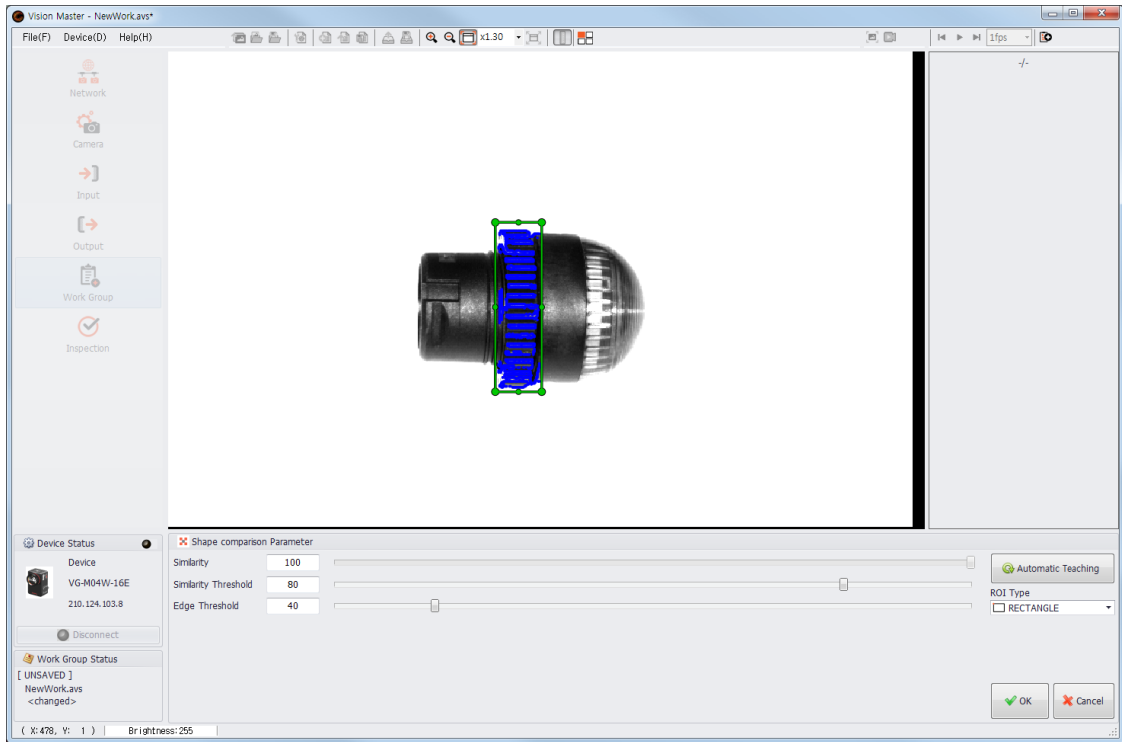 Vision Master - NewWork.avs*
File(F) Device(D) Help(H)
x1.30
1fps
Network
Camera
Input
Output
Work Group
Inspection
-/-
Device Status
Device
VG-M04W-16E
210.124.103.8
Disconnect
Work Group Status
[ UNSAVED ]
NewWork.avs
<changed>
Shape comparison Parameter
Similarity 100
Similarity Threshold 80
Edge Threshold 40
Automatic Teaching
ROI Type
RECTANGLE
OK Cancel
( X:478, Y: 1 ) Brightness:255